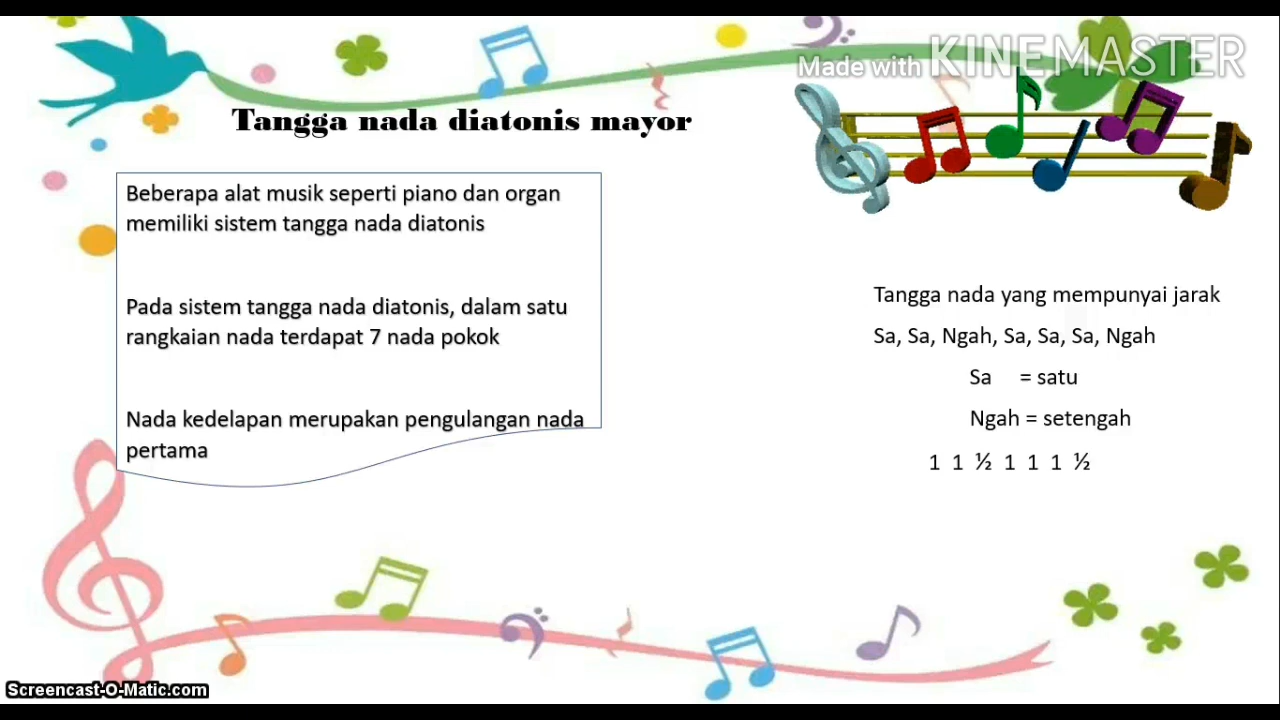 Made with KINEMASTER
Tangga nada diatonis mayor
Beberapa alat musik seperti piano dan organ
memiliki sistem tangga nada diatonis
Pada sistem tangga nada diatonis, dalam satu
rangkaian nada terdapat 7 nada pokok
Nada kedelapan merupakan pengulangan nada
pertama
Tangga nada yang mempunyai jarak
Sa, Sa, Ngah, Sa, Sa, Sa, Ngah
Sa = satu
Ngah = setengah
1 1 ½ 1 1 1 ½
Screencast-O-Matic.com